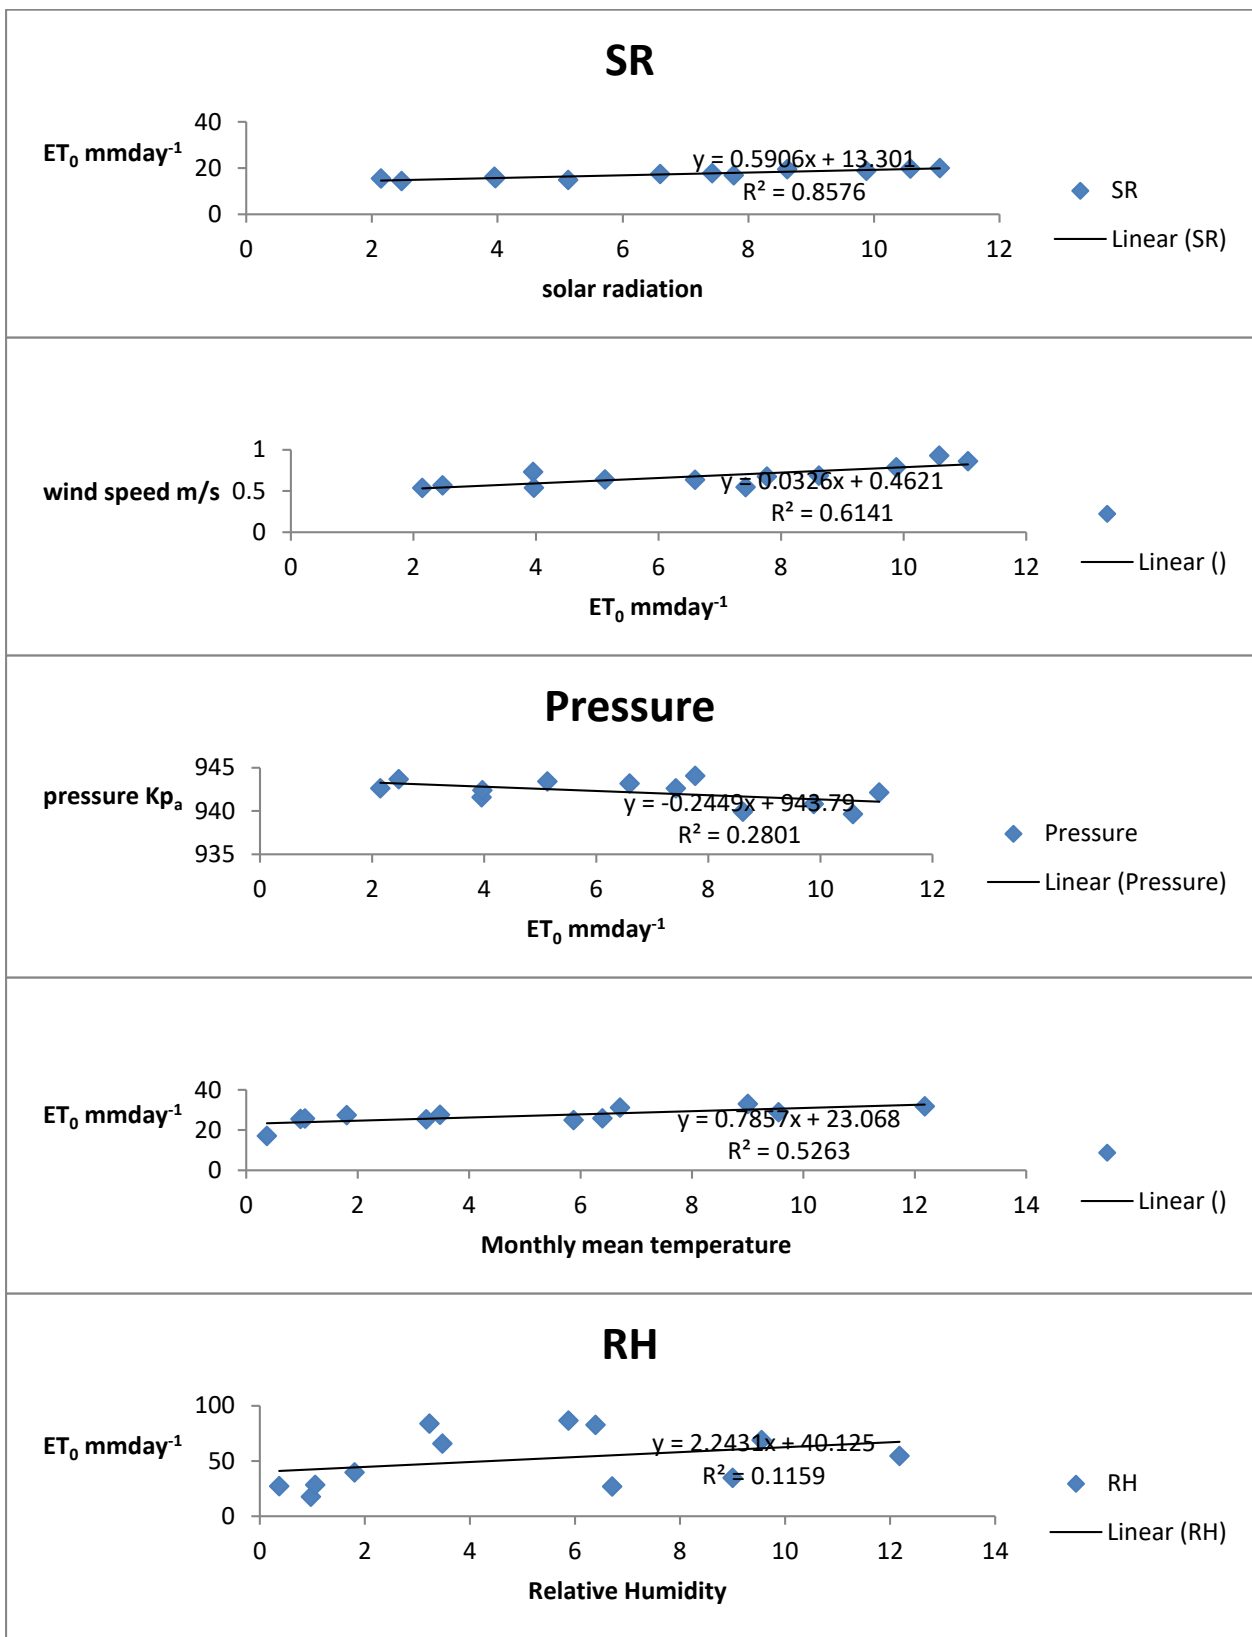 SR
40
ET₀ mmday⁻¹
20
y = 0.5906x + 13.301
R² = 0.8576
0
SR
0 2 4 6 8 10 12
Linear (SR)
solar radiation
1
wind speed m/s
0.5
y = 0.0326x + 0.4621
R² = 0.6141
0
0 2 4 6 8 10 12
Linear ()
ET₀ mmday⁻¹
Pressure
945
pressure Kpₐ
940
y = -0.2449x + 943.79
R² = 0.2801
935
Pressure
0 2 4 6 8 10 12
Linear (Pressure)
ET₀ mmday⁻¹
40
ET₀ mmday⁻¹
20
y = 0.7857x + 23.068
R² = 0.5263
0
0 2 4 6 8 10 12 14
Linear ()
Monthly mean temperature
RH
100
ET₀ mmday⁻¹
50
y = 2.2431x + 40.125
R² = 0.1159
0
RH
0 2 4 6 8 10 12 14
Linear (RH)
Relative Humidity